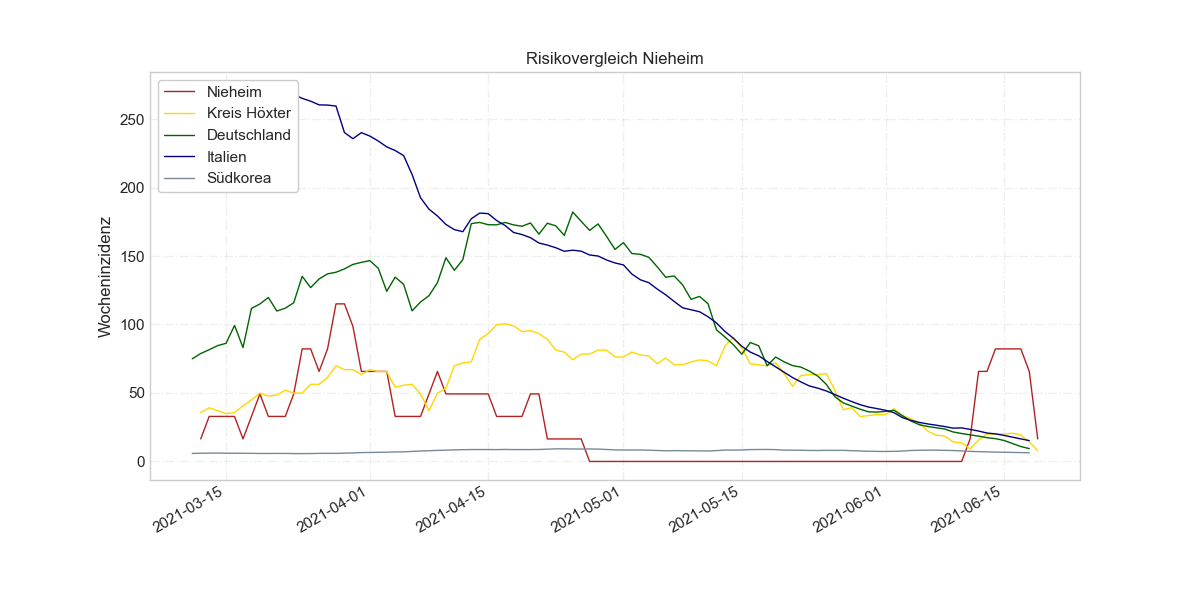 Risikovergleich Nieheim
Nieheim
Kreis Höxter
Deutschland
Italien
Südkorea
Wocheninzidenz
250
200
150
100
50
0
2021-03-15
2021-04-01
2021-04-15
2021-05-01
2021-05-15
2021-06-01
2021-06-15